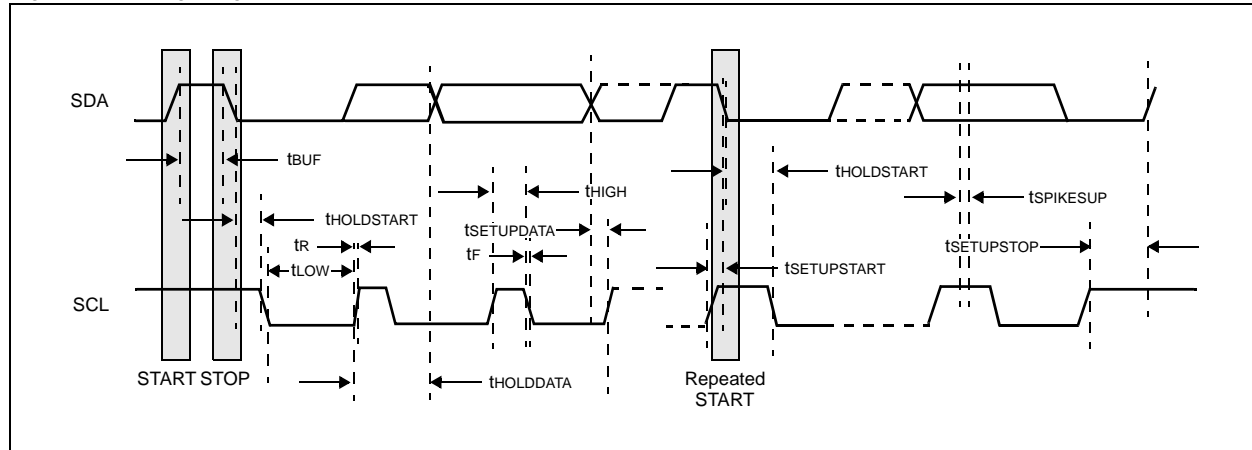 SDA
tBUF
tHOLDSTART
tR
tLOW
SCL
START STOP
tHOLDDATA
tHIGH
tSETUPDATA
tF
tHOLDSTART
tSETUPSTART
Repeated
START
tSPIKESUP
tSETUPSTOP